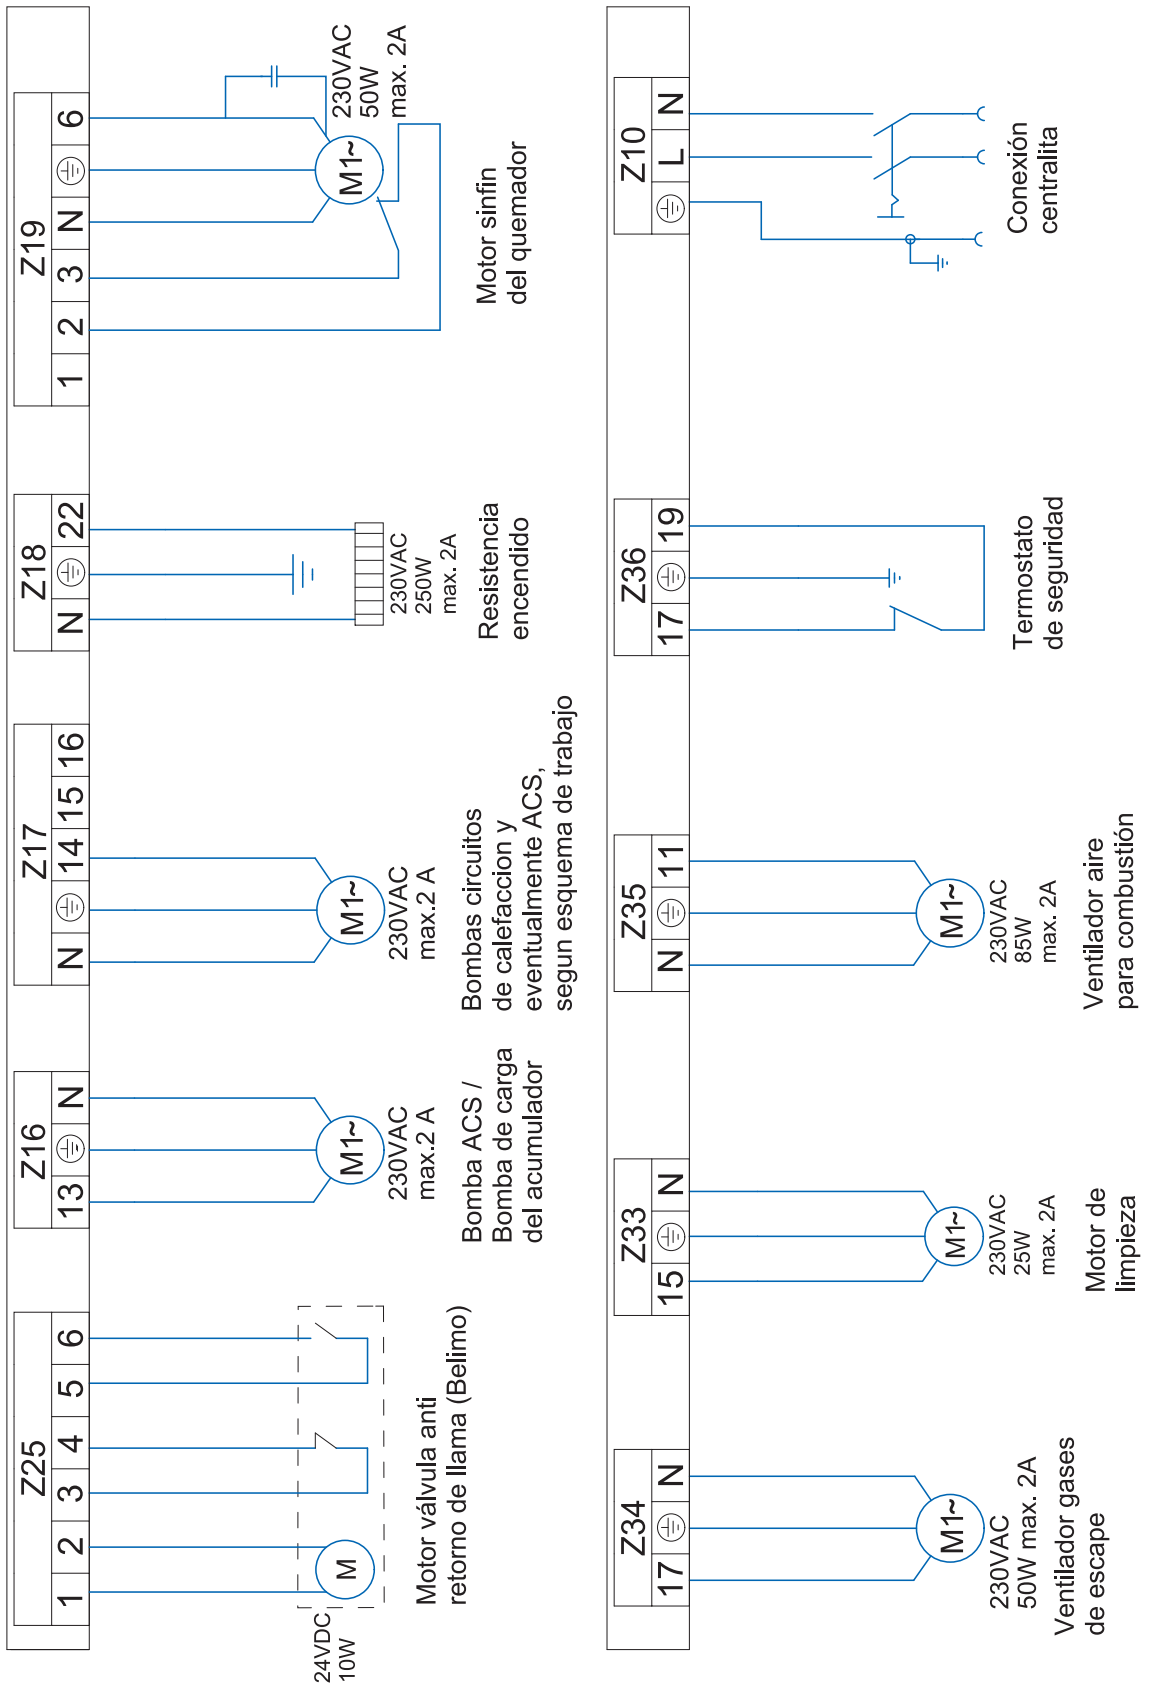 Z25
1 2 3 4 5 6
M
24VDC
10W
Motor válvula anti
retorno de llama (Belimo)
Z16
13 N
M1~
230VAC
max.2 A
Bomba ACS /
Bomba de carga
del acumulador
Z17
N 14 15 16
M1~
230VAC
max.2 A
Bombas circuitos
de calefaccion y
eventualmente ACS,
segun esquema de trabajo
Z18
N 22
230VAC
250W
max. 2A
Resistencia
encendido
Z19
1 2 3 N 6
M1~
230VAC
50W
max. 2A
Motor sinfin
del quemador
Z34
17 N
M1~
230VAC
50W max. 2A
Ventilador gases
de escape
Z33
15 N
M1~
230VAC
25W
max. 2A
Motor de
limpieza
Z35
N 11
M1~
230VAC
85W
max. 2A
Ventilador aire
para combustión
Z36
17 19
Termostato
de seguridad
Z10
L N
Conexión
centralita